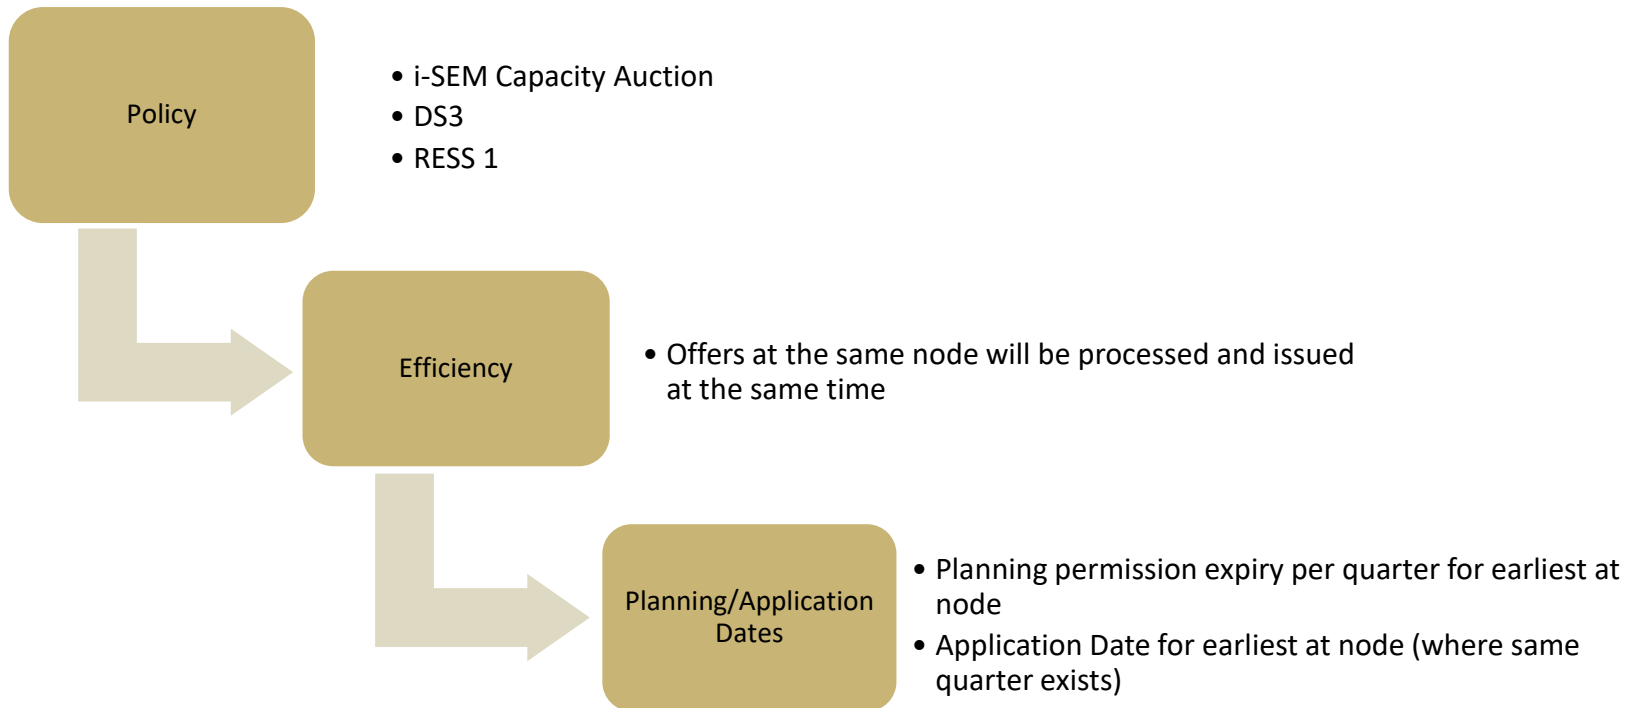 Policy
• i-SEM Capacity Auction
• DS3
• RESS 1
Efficiency
• Offers at the same node will be processed and issued
at the same time
Planning/Application
Dates
• Planning permission expiry per quarter for earliest at
node
• Application Date for earliest at node (where same
quarter exists)